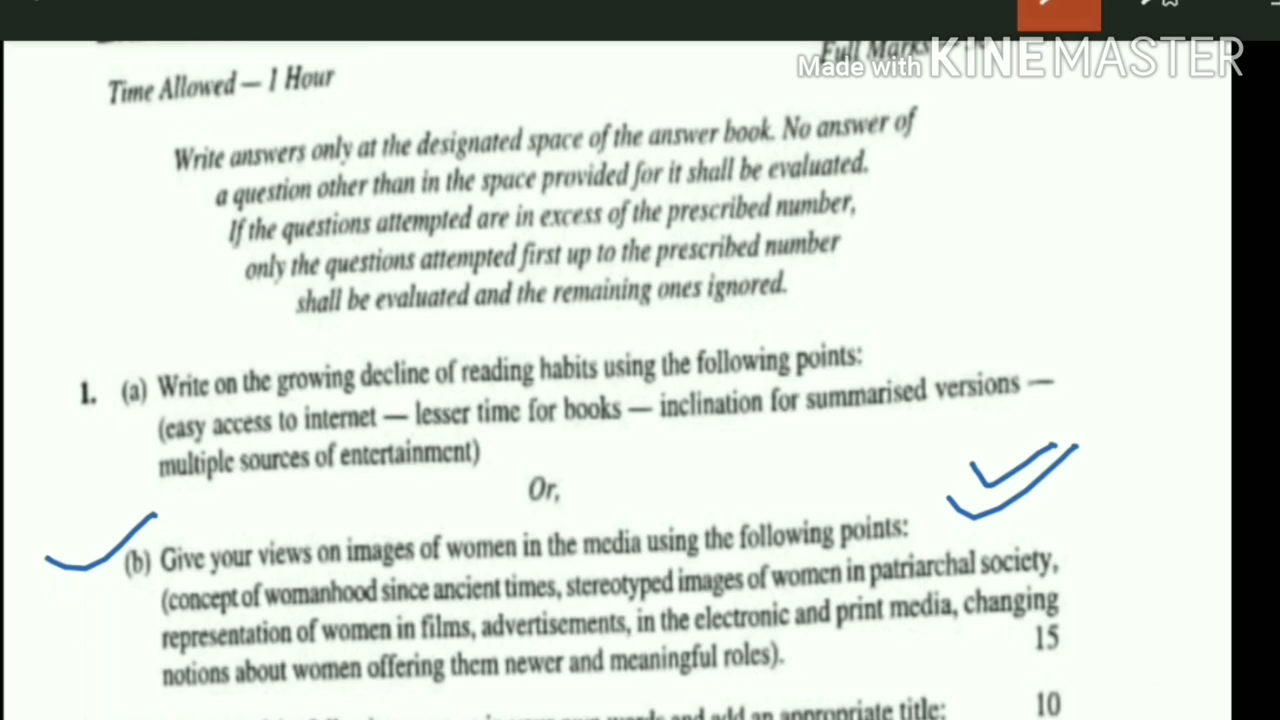 Full Marks
Made with KINEMASTER
Time Allowed — 1 Hour
Write answers only at the designated space of the answer book. No answer of
a question other than in the space provided for it shall be evaluated.
If the questions attempted are in excess of the prescribed number,
only the questions attempted first up to the prescribed number
shall be evaluated and the remaining ones ignored.
1. (a) Write on the growing decline of reading habits using the following points:
(easy access to internet — lesser time for books — inclination for summarised versions —
multiple sources of entertainment)
Or,
(b) Give your views on images of women in the media using the following points:
(concept of womanhood since ancient times, stereotyped images of women in patriarchal society,
representation of women in films, advertisements, in the electronic and print media, changing
notions about women offering them newer and meaningful roles). 15
in your own words and add an appropriate title: 10